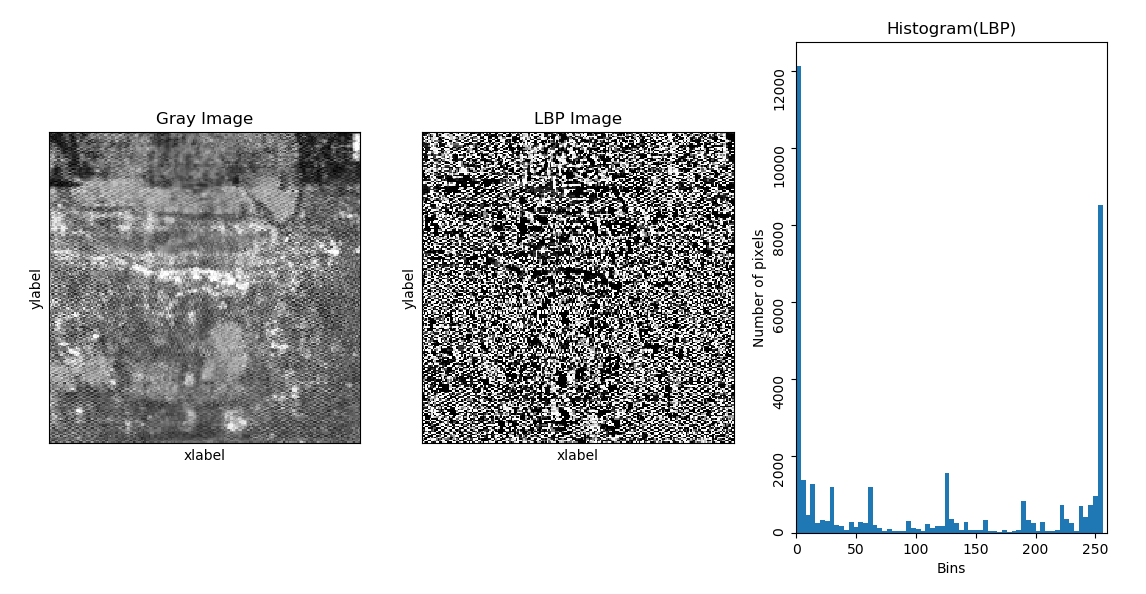 Gray Image
ylabel
xlabel
LBP Image
ylabel
xlabel
Histogram(LBP)
Number of pixels
12000
10000
8000
6000
4000
2000
0
0 50 100 150 200 250
Bins